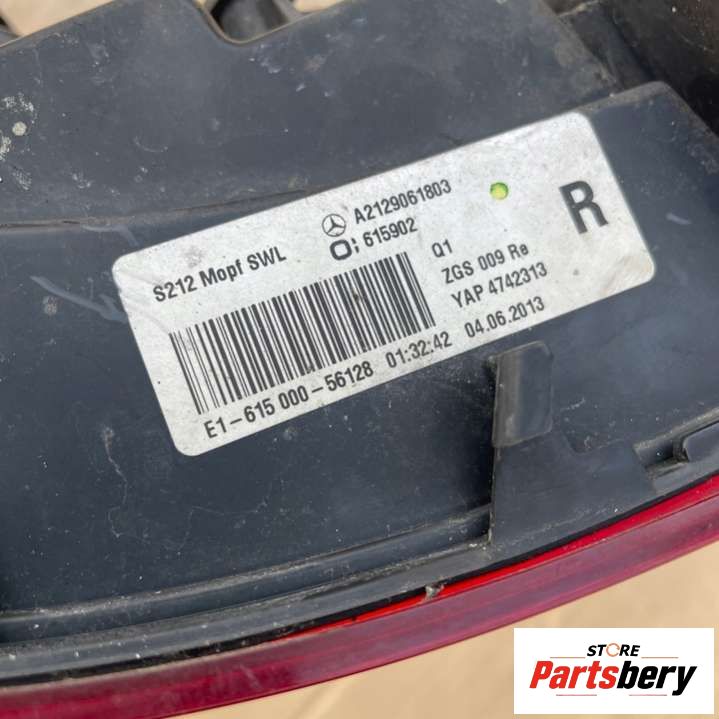 S212 Mopf SWL
A2129061803
615902
R
Q1
ZGS 009 Re
YAP 4742313
E1-615 000-56128 01:32:42 04.06.2013
STORE
Partsbery